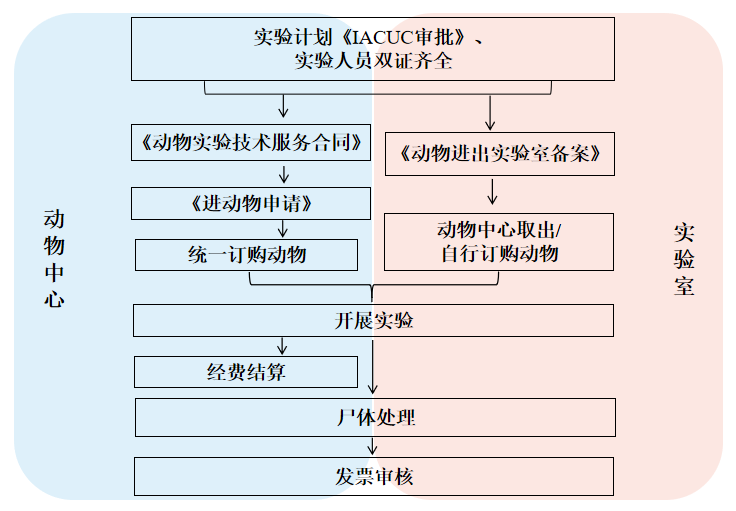 实验计划《IACUC审批》、
实验人员双证齐全
《动物实验技术服务合同》
《动物进出实验室备案》
《进动物申请》
动物中心取出/
自行订购动物
统一订购动物
动物中心
实验室
开展实验
经费结算
尸体处理
发票审核